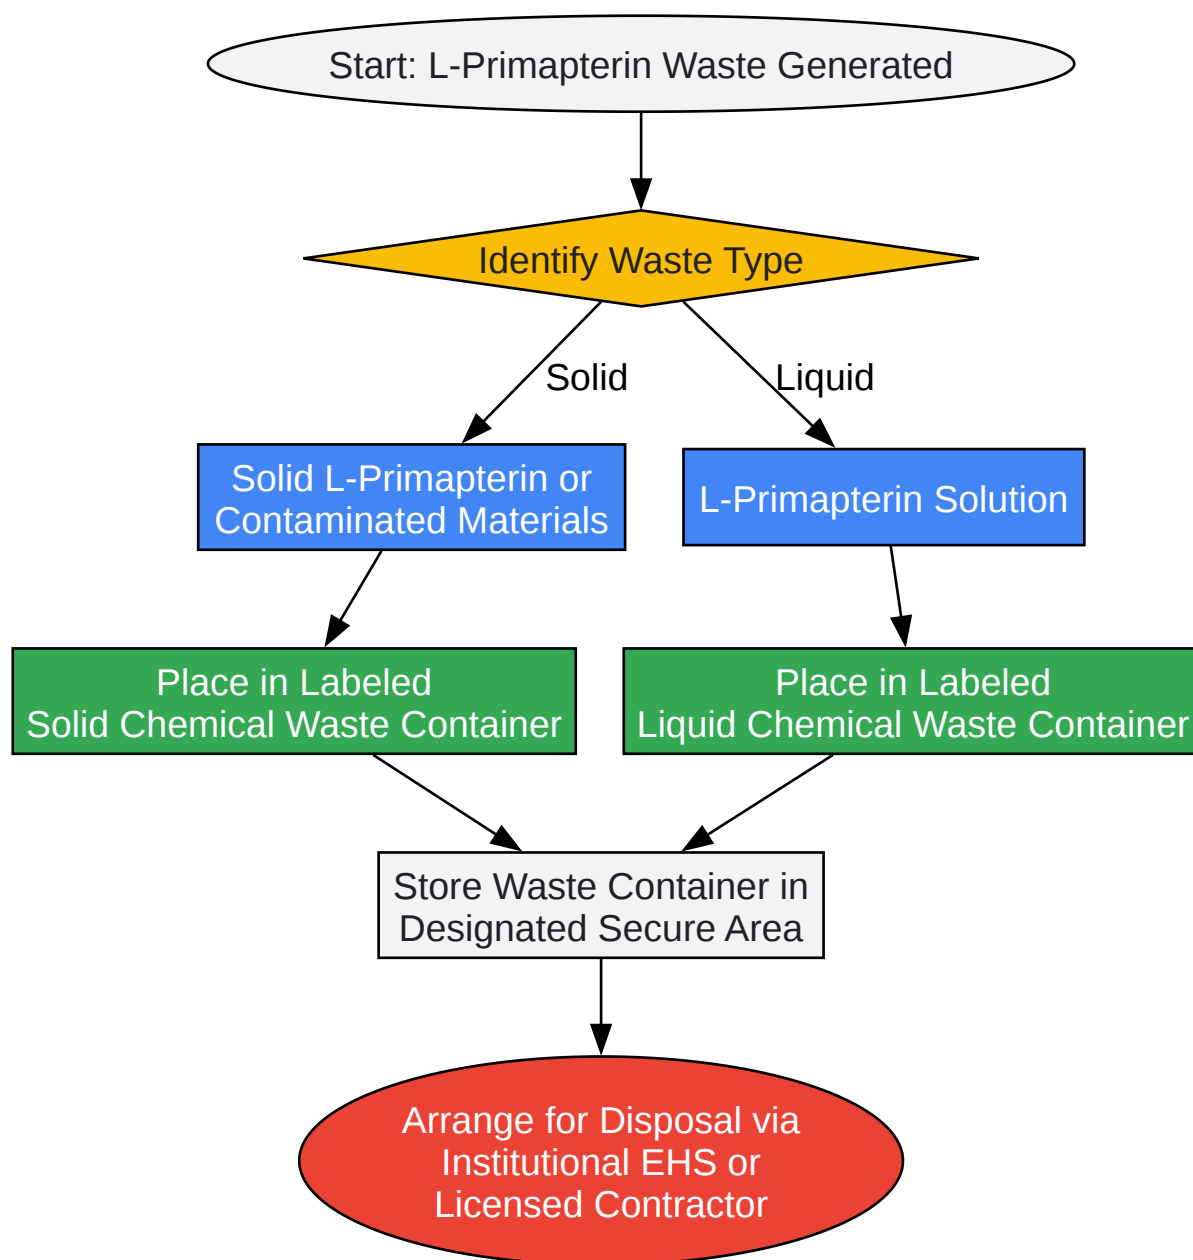 Start: L-Primapterin Waste Generated
Identify Waste Type
Solid
Liquid
Solid L-Primapterin or
Contaminated Materials
L-Primapterin Solution
Place in Labeled
Solid Chemical Waste Container
Place in Labeled
Liquid Chemical Waste Container
Store Waste Container in
Designated Secure Area
Arrange for Disposal via
Institutional EHS or
Licensed Contractor